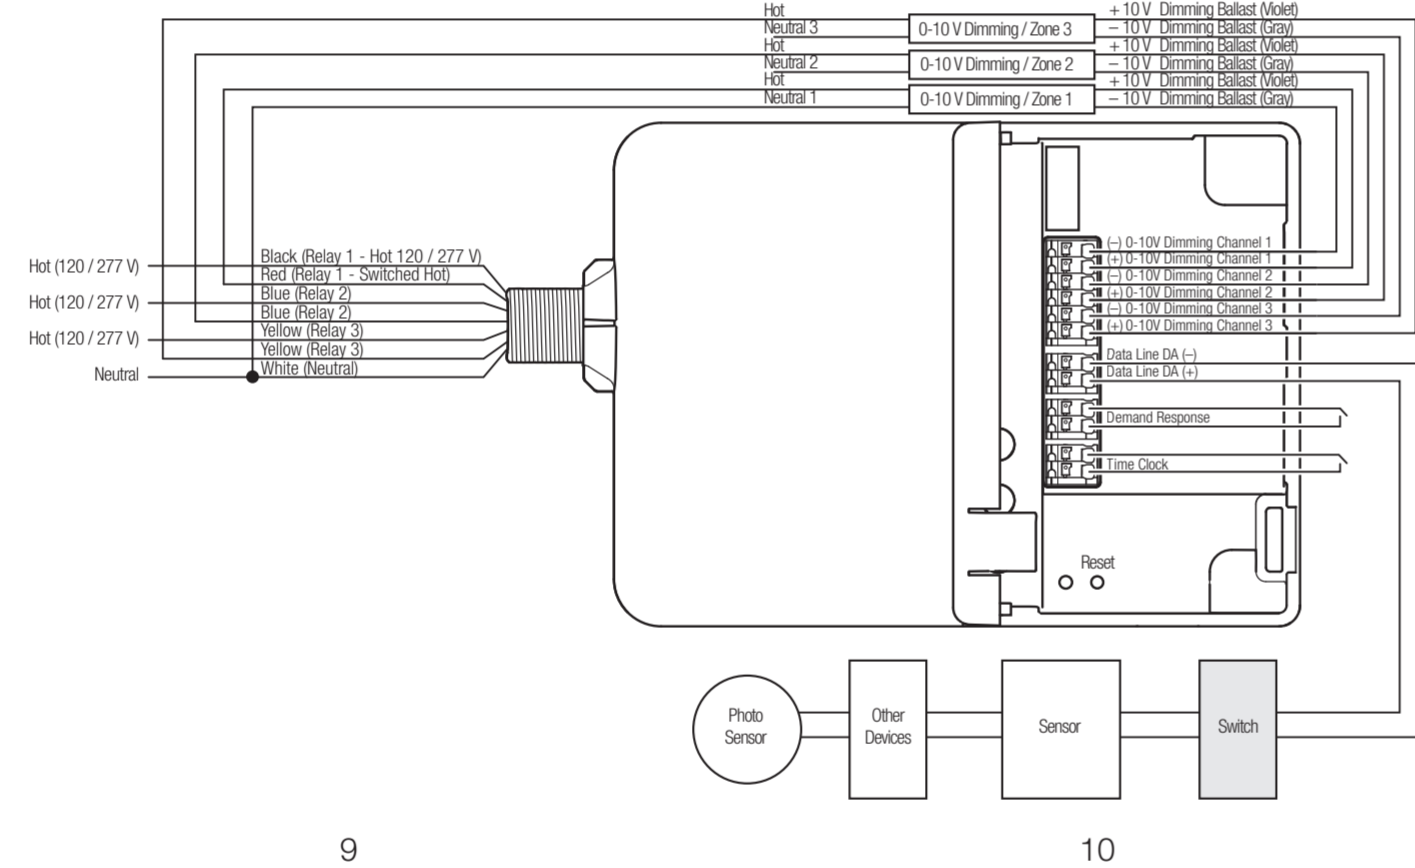 Hot
+ 10 V Dimming Ballast (Violet)
Neutral 3
0-10 V Dimming / Zone 3
– 10 V Dimming Ballast (Gray)
Hot
+ 10 V Dimming Ballast (Violet)
Neutral 2
0-10 V Dimming / Zone 2
– 10 V Dimming Ballast (Gray)
Hot
+ 10 V Dimming Ballast (Violet)
Neutral 1
0-10 V Dimming / Zone 1
– 10 V Dimming Ballast (Gray)
Hot (120 / 277 V)
Hot (120 / 277 V)
Hot (120 / 277 V)
Neutral
Black (Relay 1 - Hot 120 / 277 V)
Red (Relay 1 - Switched Hot)
Blue (Relay 2)
Blue (Relay 2)
Yellow (Relay 3)
Yellow (Relay 3)
White (Neutral)
(–) 0-10V Dimming Channel 1
(+) 0-10V Dimming Channel 1
(–) 0-10V Dimming Channel 2
(+) 0-10V Dimming Channel 2
(–) 0-10V Dimming Channel 3
(+) 0-10V Dimming Channel 3
Data Line DA (–)
Data Line DA (+)
Demand Response
Time Clock
Reset
Photo
Sensor
Other
Devices
Sensor
Switch
9
10